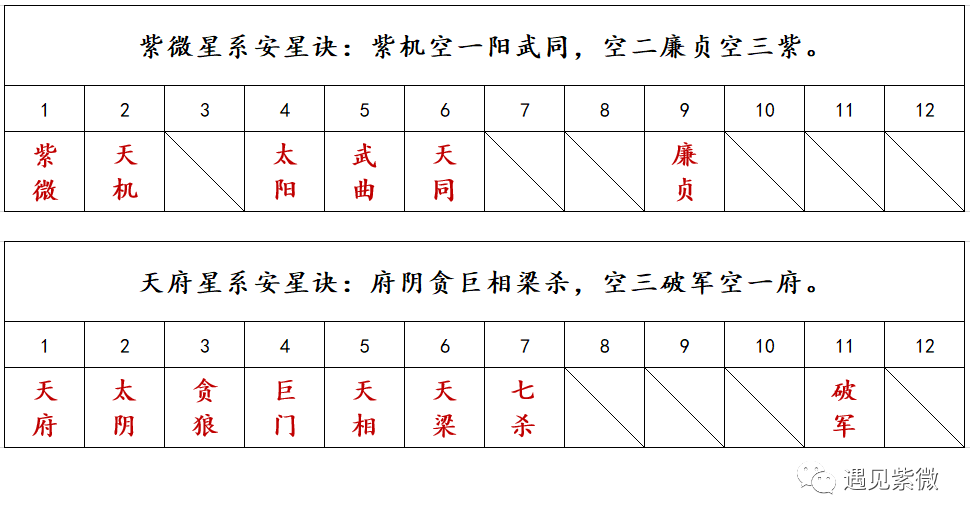 紫微星系安星诀：紫机空一阳武同，空二廉贞空三紫。
1 2 3 4 5 6 7 8 9 10 11 12
紫微 天机 太阳 武曲 天同 廉贞
天府星系安星诀：府阴贪巨相梁杀，空三破军空一府。
1 2 3 4 5 6 7 8 9 10 11 12
天府 太阴 贪狼 巨门 天相 天梁 七杀 破军
遇见紫微